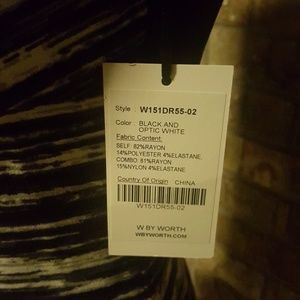 Style : W151DR55-02
Color : BLACK AND
OPTIC WHITE
Fabric Content:
SELF: 82%RAYON
14%POLYESTER 4%ELASTANE,
COMBO: 81%RAYON
15%NYLON 4%ELASTANE
Country Of Origin CHINA
W151DR55-02
W BY WORTH
WBYWORTH.COM